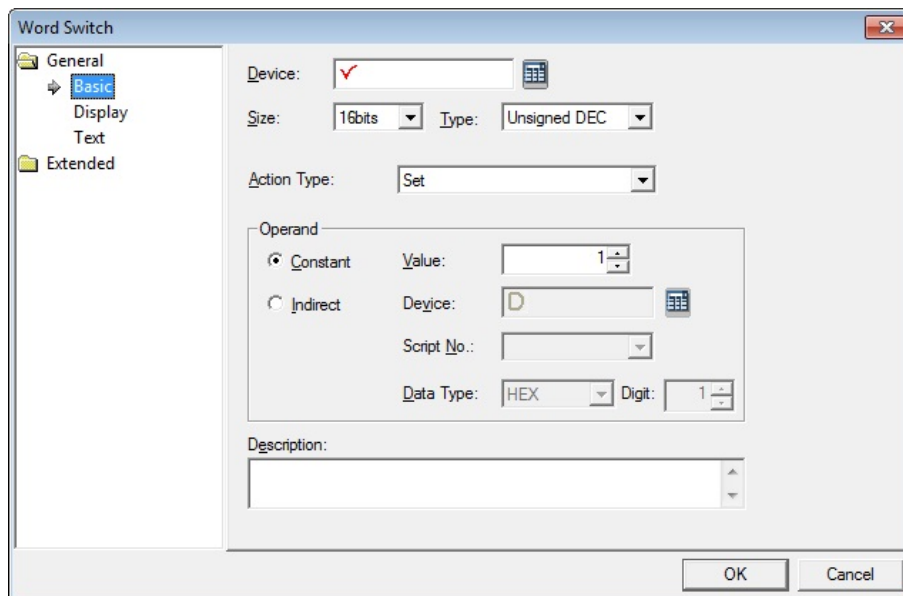 Word Switch
General
Basic
Display
Text
Extended
Device:
Size: 16bits Type: Unsigned DEC
Action Type: Set
Operand
Constant Value: 1
Indirect Device: D
Script No.:
Data Type: HEX Digit: 1
Description:
OK Cancel